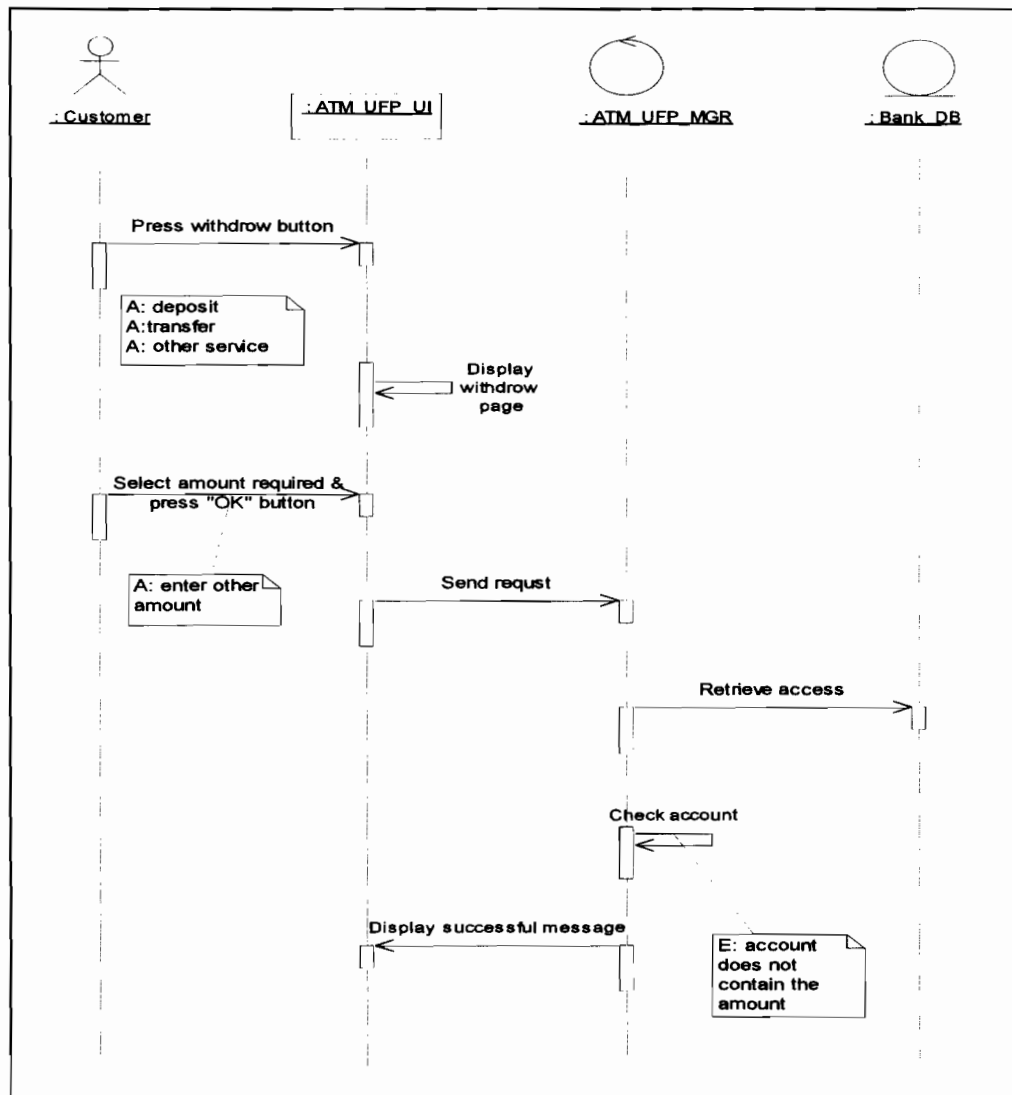 : Customer
: ATM_UFP_UI
: ATM_UFP_MGR
: Bank_DB
Press withdrow button
A: deposit
A:transfer
A: other service
Display
withdrow
page
Select amount required &
press "OK" button
A: enter other
amount
Send requst
Retrieve access
Check account
Display successful message
E: account
does not
contain the
amount